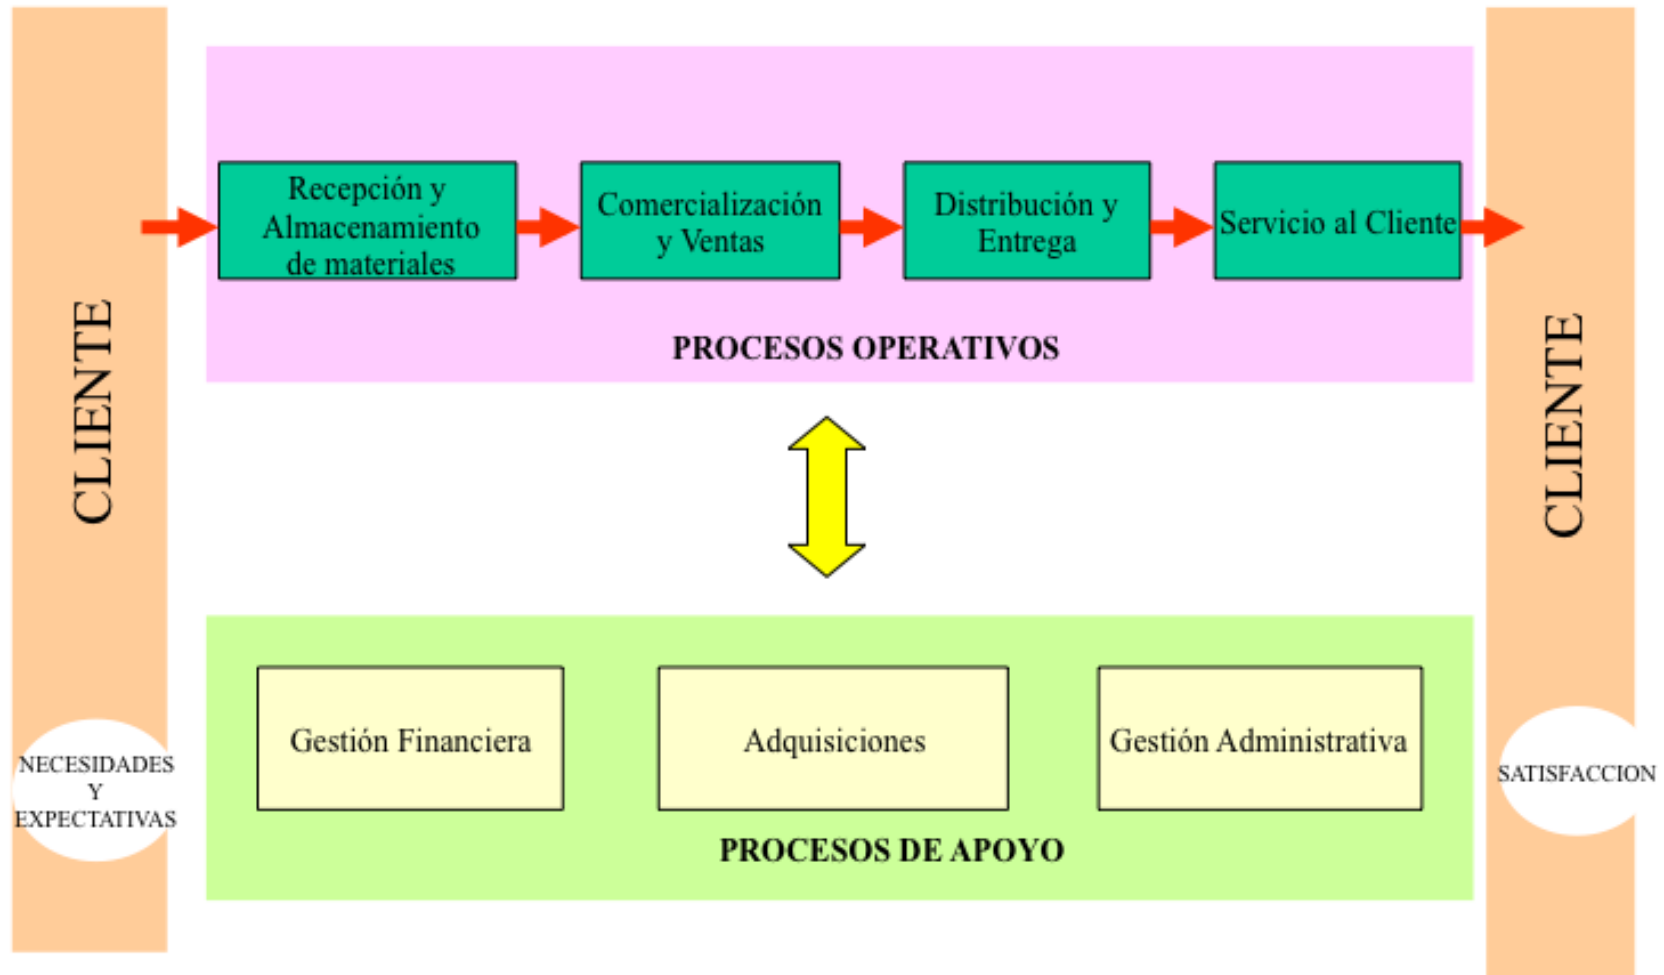 CLIENTE
NECESIDADES
Y
EXPECTATIVAS
Recepción y
Almacenamiento
de materiales
Comercialización
y Ventas
Distribución y
Entrega
Servicio al Cliente
PROCESOS OPERATIVOS
Gestión Financiera
Adquisiciones
Gestión Administrativa
PROCESOS DE APOYO
CLIENTE
SATISFACCION